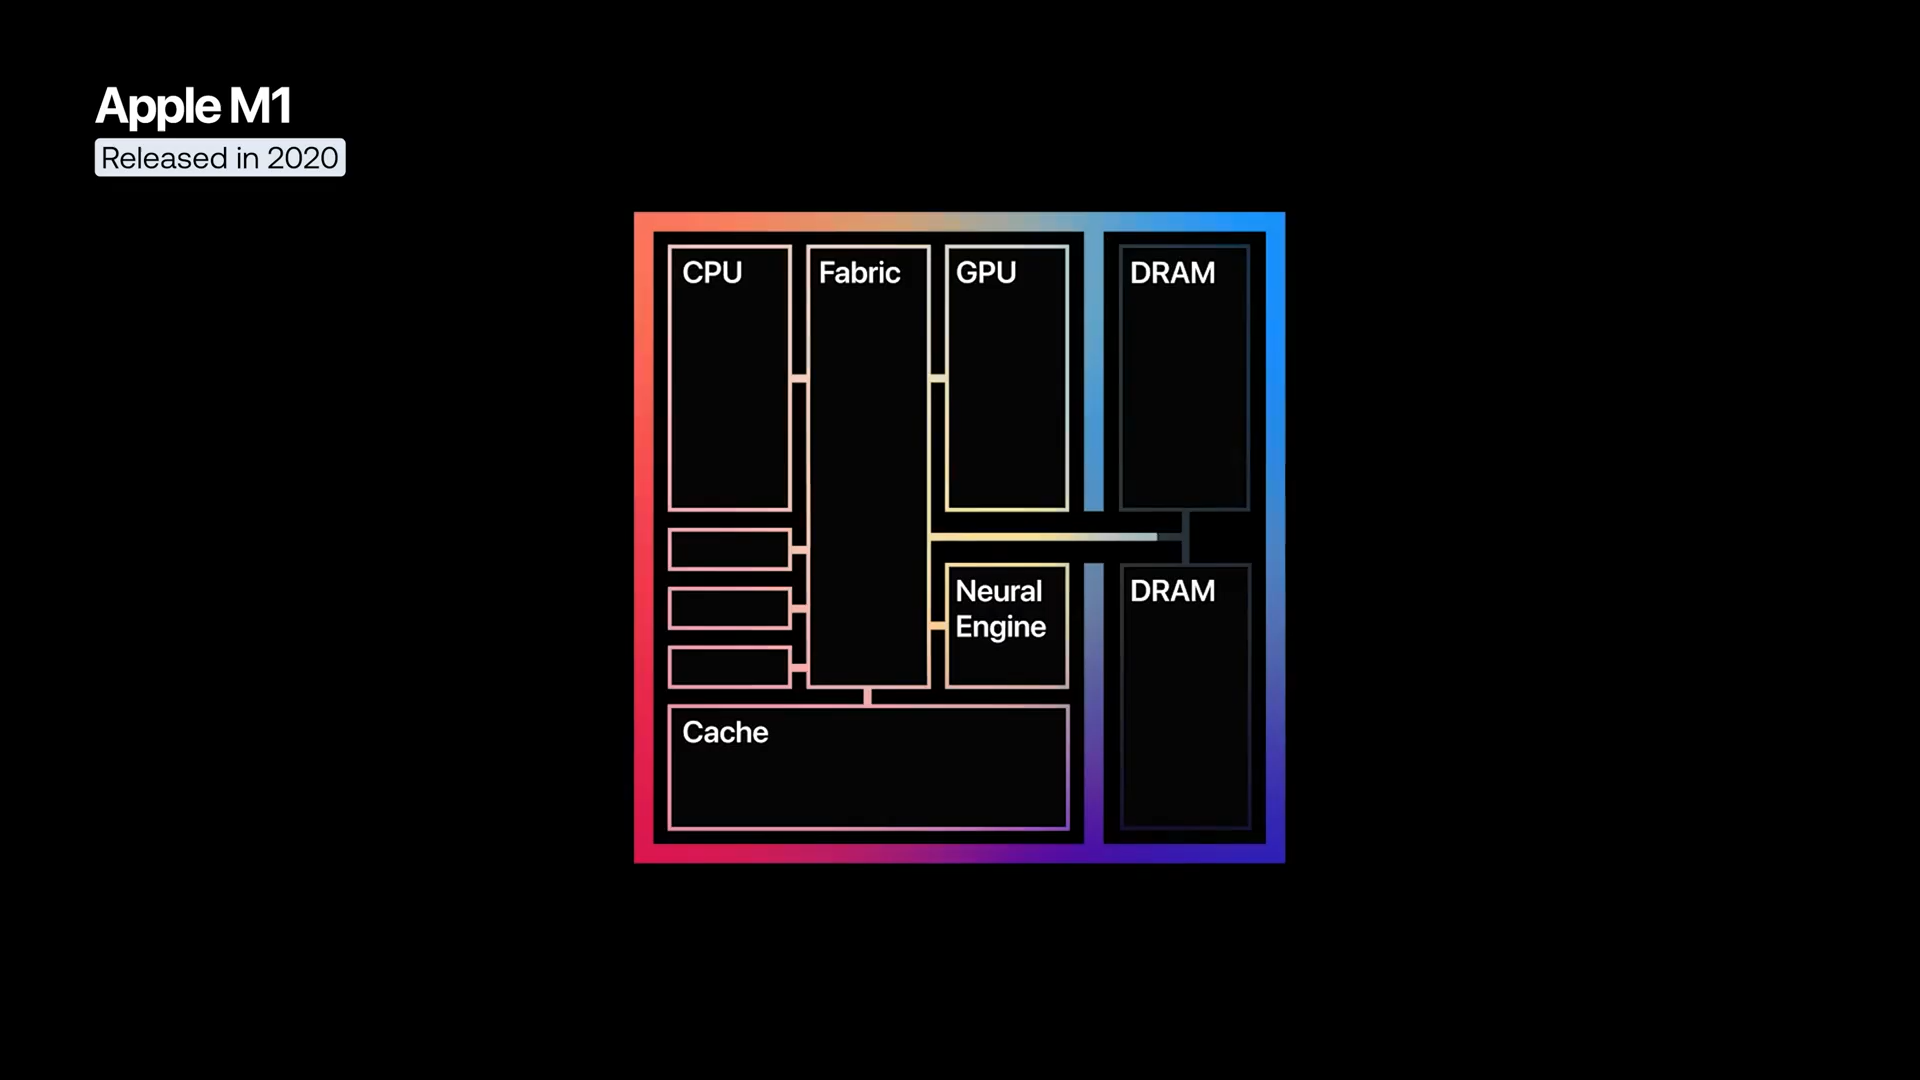 Apple M1
Released in 2020
CPU
Fabric
GPU
DRAM
Neural
Engine
DRAM
Cache